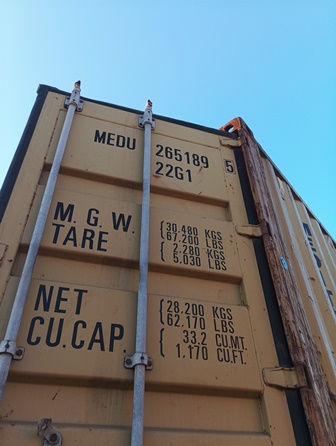 MEDU 265189 5
22G1
M.G.W. 30.480 KGS
67.200 LBS
TARE 2.280 KGS
5.030 LBS
NET 28.200 KGS
62.170 LBS
CU.CAP. 33.2 CU.MT.
1.170 CU.FT.